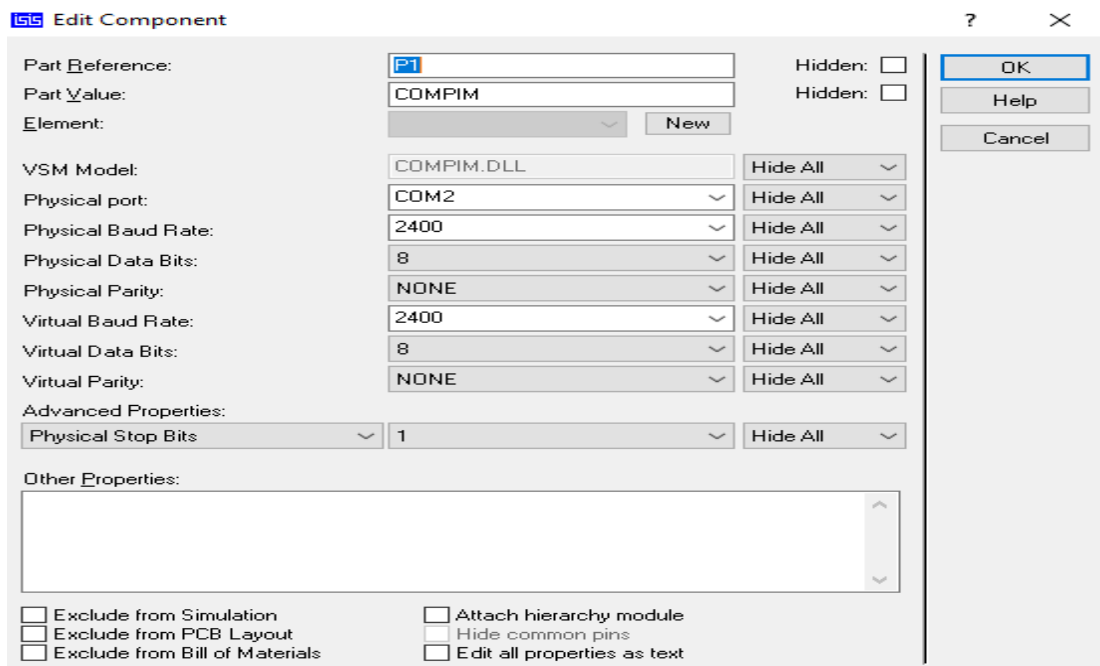 isis Edit Component ? ×
Part Reference: P1 Hidden: OK
Part Value: COMPIM Hidden: Help
Element: New Cancel
VSM Model: COMPIM.DLL Hide All
Physical port: COM2 Hide All
Physical Baud Rate: 2400 Hide All
Physical Data Bits: 8 Hide All
Physical Parity: NONE Hide All
Virtual Baud Rate: 2400 Hide All
Virtual Data Bits: 8 Hide All
Virtual Parity: NONE Hide All
Advanced Properties:
Physical Stop Bits 1 Hide All
Other Properties:
Exclude from Simulation Attach hierarchy module
Exclude from PCB Layout Hide common pins
Exclude from Bill of Materials Edit all properties as text